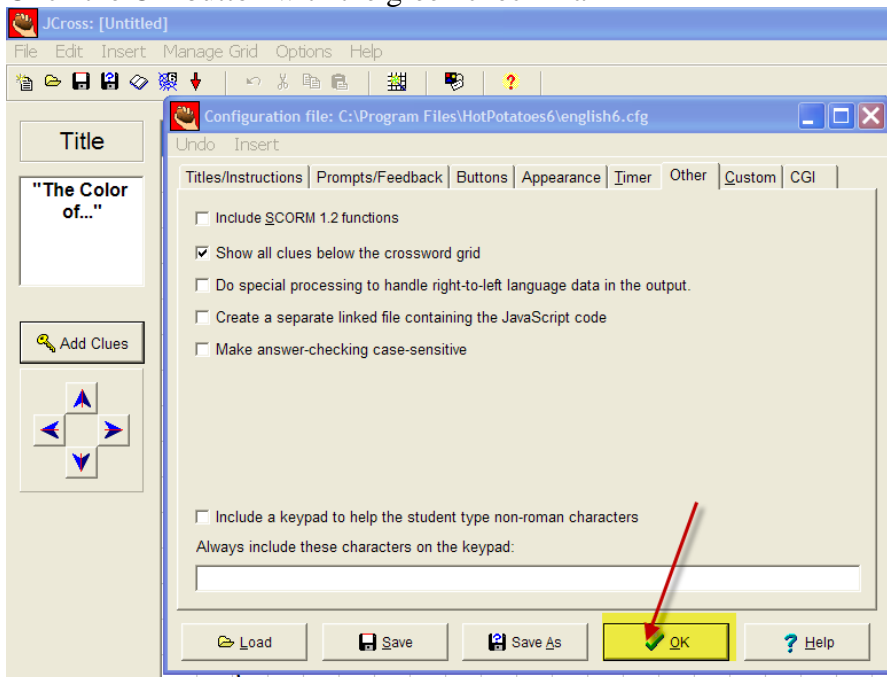 JCross: [Untitled]
File Edit Insert Manage Grid Options Help
Configuration file: C:\Program Files\HotPotatoes6\english6.cfg
Undo Insert
Title
"The Color
of..."
Add Clues
Titles/Instructions Prompts/Feedback Buttons Appearance Timer Other Custom CGI
Include SCORM 1.2 functions
Show all clues below the crossword grid
Do special processing to handle right-to-left language data in the output.
Create a separate linked file containing the JavaScript code
Make answer-checking case-sensitive
Include a keypad to help the student type non-roman characters
Always include these characters on the keypad:
Load Save Save As OK Help